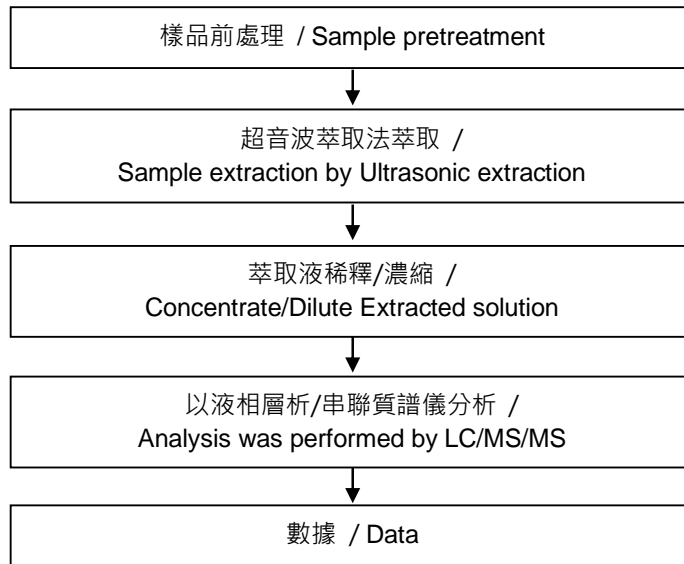 樣品前處理 / Sample pretreatment
超音波萃取法萃取 /
Sample extraction by Ultrasonic extraction
萃取液稀釋/濃縮 /
Concentrate/Dilute Extracted solution
以液相層析/串聯質譜儀分析 /
Analysis was performed by LC/MS/MS
數據 / Data